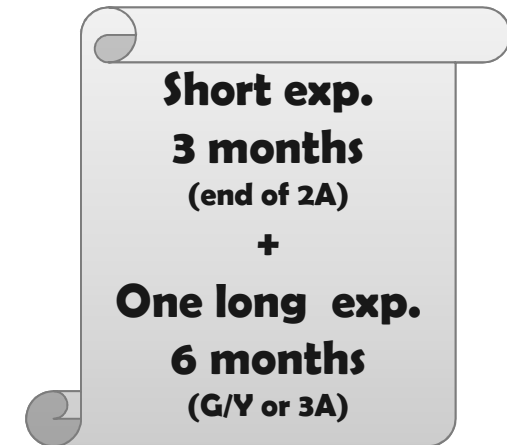 Short exp.
3 months
(end of 2A)
+
One long exp.
6 months
(G/Y or 3A)